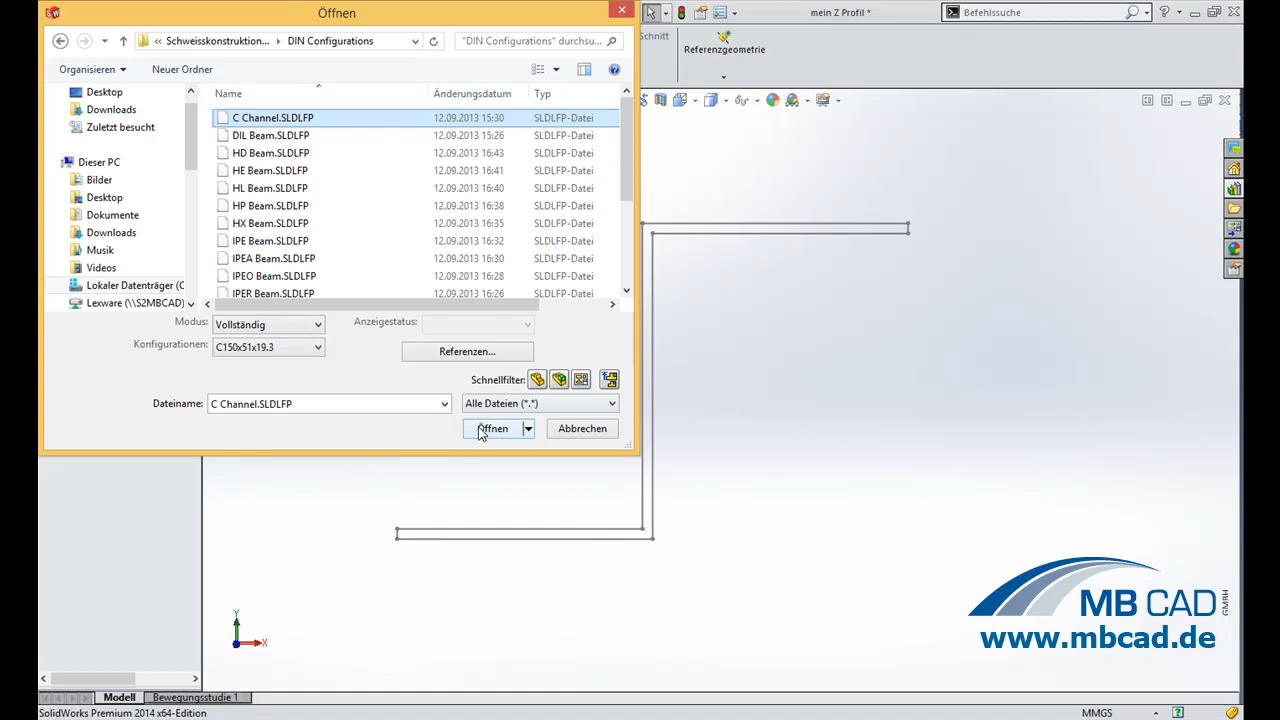 Öffnen
mein Z Profil *
Befehlssuche
« Schweisskonstruktion... DIN Configurations
"DIN Configurations" durchsu...
Schnitt
Referenzgeometrie
Organisieren
Neuer Ordner
Desktop
Downloads
Zuletzt besucht
Dieser PC
Bilder
Desktop
Dokumente
Downloads
Musik
Videos
Lokaler Datenträger (C
Lexware (\\S2MBCAD)
Name Änderungsdatum Typ
C Channel.SLDLFP 12.09.2013 15:30 SLDLFP-Datei
DIL Beam.SLDLFP 12.09.2013 15:26 SLDLFP-Datei
HD Beam.SLDLFP 12.09.2013 16:43 SLDLFP-Datei
HE Beam.SLDLFP 12.09.2013 16:41 SLDLFP-Datei
HL Beam.SLDLFP 12.09.2013 16:40 SLDLFP-Datei
HP Beam.SLDLFP 12.09.2013 16:38 SLDLFP-Datei
HX Beam.SLDLFP 12.09.2013 16:35 SLDLFP-Datei
IPE Beam.SLDLFP 12.09.2013 16:32 SLDLFP-Datei
IPEA Beam.SLDLFP 12.09.2013 16:30 SLDLFP-Datei
IPEO Beam.SLDLFP 12.09.2013 16:28 SLDLFP-Datei
IPER Beam.SLDLFP 12.09.2013 16:26 SLDLFP-Datei
Modus: Vollständig Anzeigestatus:
Konfigurationen: C150x51x19.3
Referenzen...
Schnellfilter:
Dateiname: C Channel.SLDLFP Alle Dateien (*.*)
Öffnen Abbrechen
Y
X
MB CAD GMBH
www.mbcad.de
Modell Bewegungsstudie 1
SolidWorks Premium 2014 x64-Edition
MMGS